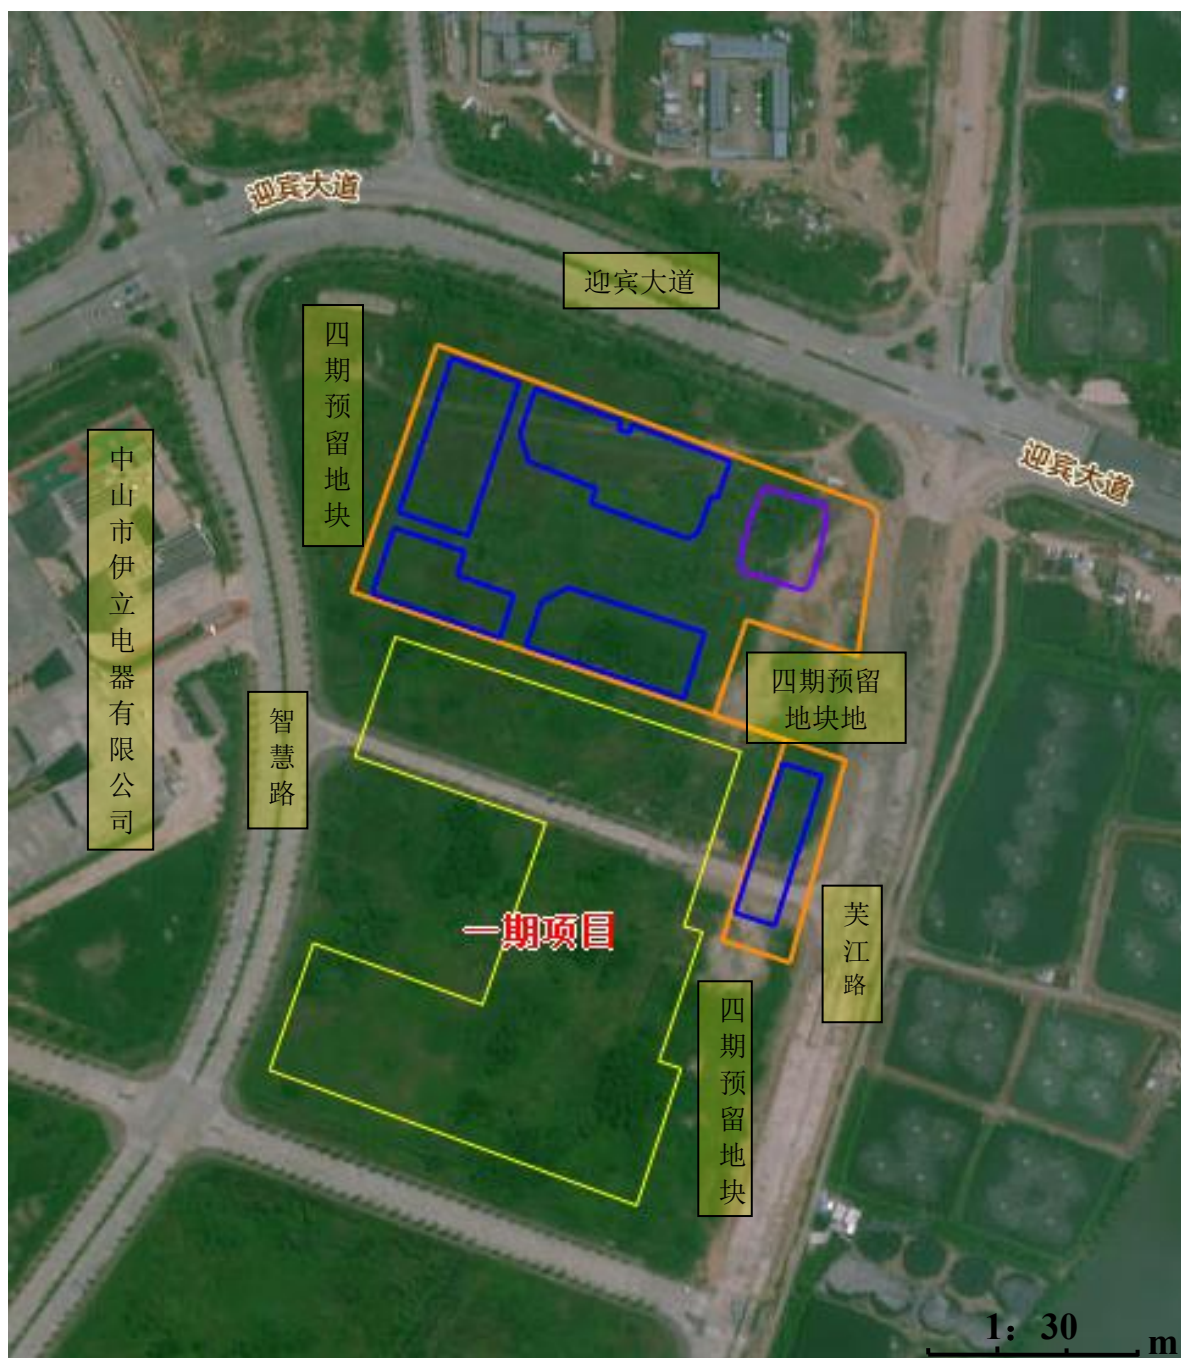 迎宾大道
迎宾大道
四期预留地块
中山市伊立电器有限公司
迎宾大道
四期预留
地块地
智慧路
芙江路
一期项目
四期预留地块
1：30
m